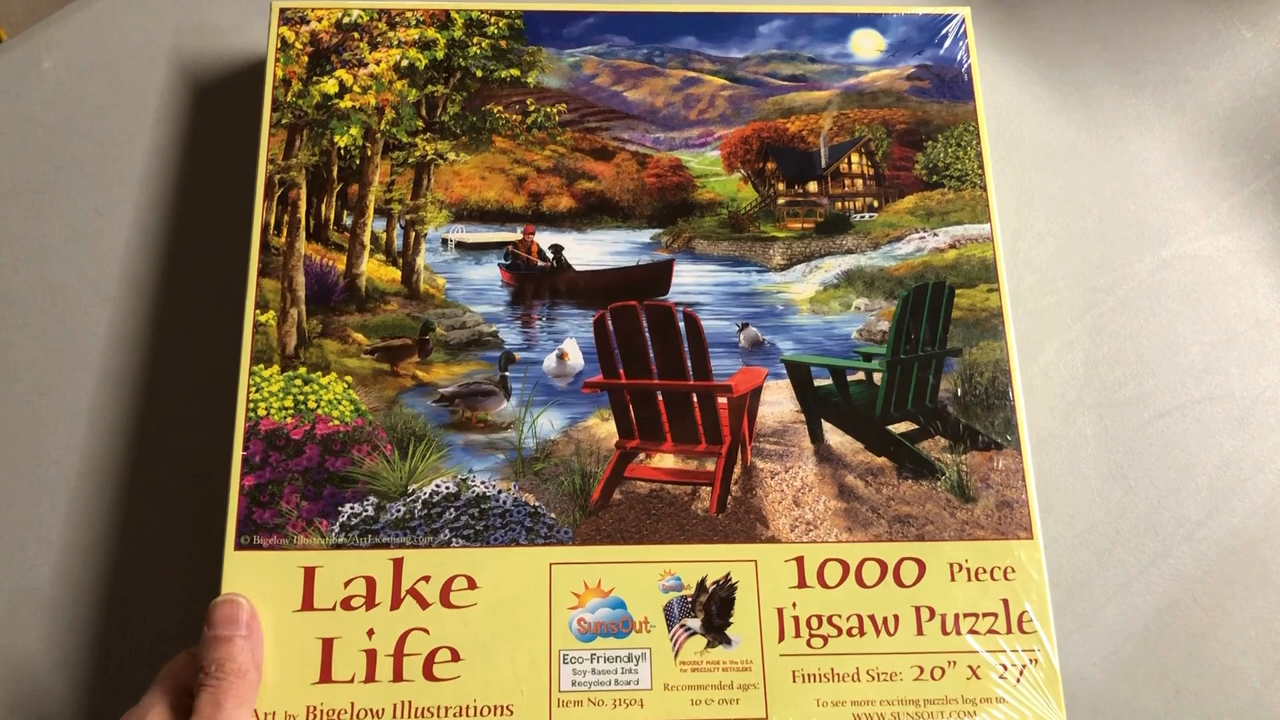 © Bigelow Illustrations/ArtLicensing.com
Lake
Life
Art by Bigelow Illustrations
SunsOut™
Eco-Friendly!!
Soy-Based Inks
Recycled Board
Item No. 31504
SunsOut
PROUDLY MADE in the U.S.A
for SPECIALTY RETAILERS
Recommended ages:
10 & over
1000 Piece
Jigsaw Puzzle
Finished Size: 20" x 27"
To see more exciting puzzles log on to:
WWW.SUNSOUT.COM